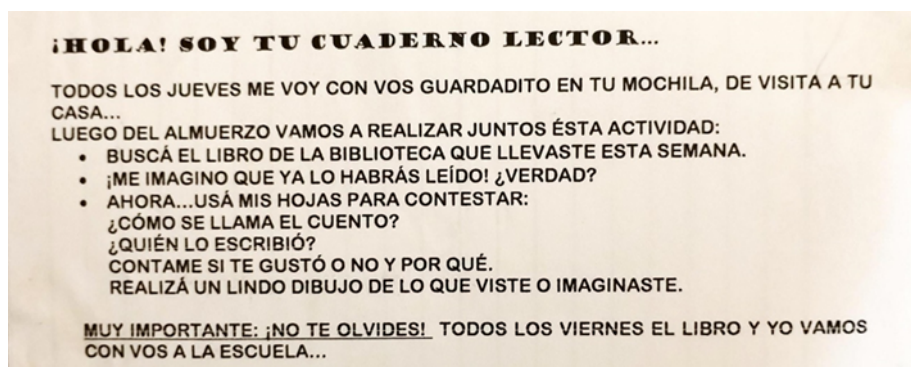 ¡HOLA! SOY TU CUADERNO LECTOR...
TODOS LOS JUEVES ME VOY CON VOS GUARDADITO EN TU MOCHILA, DE VISITA A TU
CASA...
LUEGO DEL ALMUERZO VAMOS A REALIZAR JUNTOS ÉSTA ACTIVIDAD:
• BUSCÁ EL LIBRO DE LA BIBLIOTECA QUE LLEVASTE ESTA SEMANA.
• ¡ME IMAGINO QUE YA LO HABRÁS LEÍDO! ¿VERDAD?
• AHORA...USÁ MIS HOJAS PARA CONTESTAR:
¿CÓMO SE LLAMA EL CUENTO?
¿QUIÉN LO ESCRIBIÓ?
CONTAME SI TE GUSTÓ O NO Y POR QUÉ.
REALIZÁ UN LINDO DIBUJO DE LO QUE VISTE O IMAGINASTE.
MUY IMPORTANTE: ¡NO TE OLVIDES! TODOS LOS VIERNES EL LIBRO Y YO VAMOS
CON VOS A LA ESCUELA...